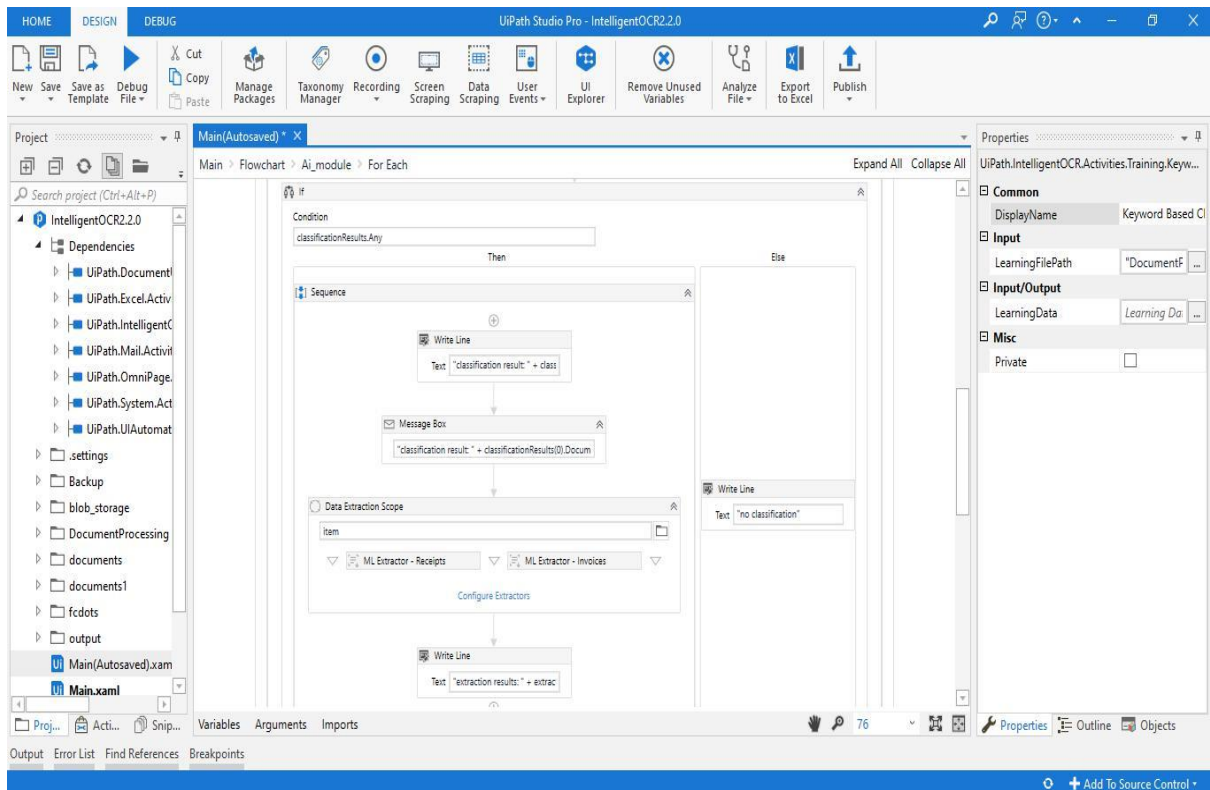 HOME DESIGN DEBUG UiPath Studio Pro - IntelligentOCR2.2.0
New Save Save as Template Debug File Cut Copy Paste Manage Packages Taxonomy Manager Recording Screen Scraping Data Scraping User Events UI Explorer Remove Unused Variables Analyze File Export to Excel Publish
Project
Search project (Ctrl+Alt+P)
IntelligentOCR2.2.0
Dependencies
UiPath.Document
UiPath.Excel.Activ
UiPath.Intelligent
UiPath.Mail.Activit
UiPath.OmniPage.
UiPath.System.Act
UiPath.UIAutomat
.settings
Backup
blob_storage
DocumentProcessing
documents
documents1
fcdots
output
Main(Autosaved).xam
Main.xaml
Proj... Acti... Snip...
Main(Autosaved) * X
Main > Flowchart > Ai_module > For Each Expand All Collapse All
If
Condition
classificationResults.Any
Then Else
Sequence
Write Line
Text "classification result: " + class
Message Box
"classification result: " + classificationResults(0).Docum
Data Extraction Scope
item
ML Extractor - Receipts ML Extractor - Invoices
Configure Extractors
Write Line
Text "extraction results: " + extrac
Write Line
Text "no classification"
Variables Arguments Imports 76
Properties
UiPath.IntelligentOCR.Activities.Training.Keyw...
Common
DisplayName Keyword Based Cl
Input
LearningFilePath "DocumentF ...
Input/Output
LearningData Learning Da ...
Misc
Private
Properties Outline Objects
Output Error List Find References Breakpoints
Add To Source Control